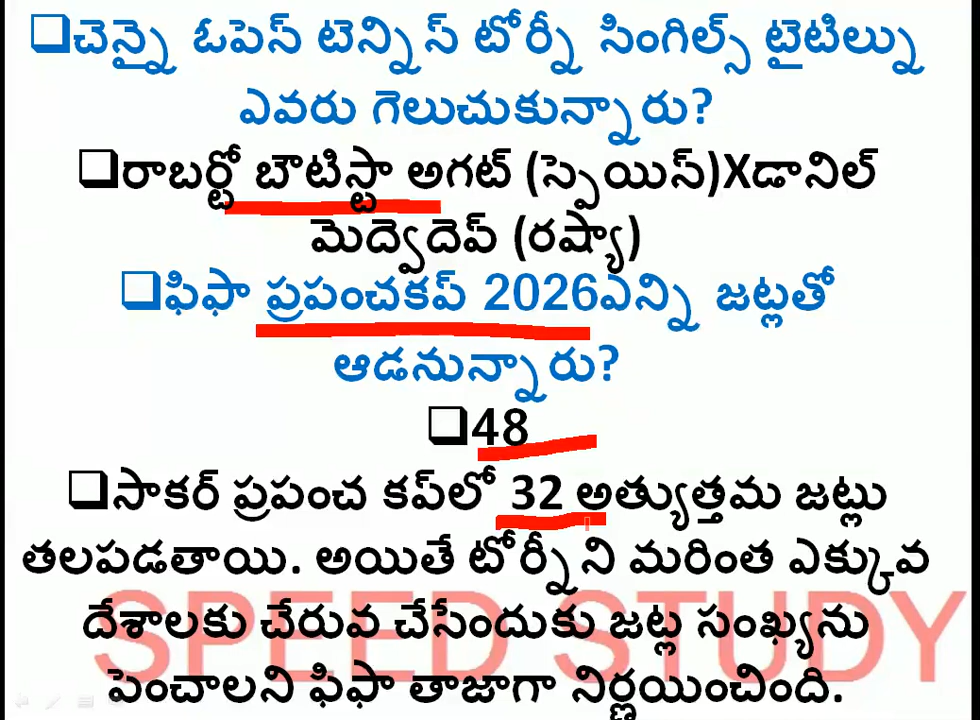 ❑చెన్నై ఓపెస్ టెన్నిస్ టోర్నీ సింగిల్స్ టైటిల్ను
ఎవరు గెలుచుకున్నారు?
❑రాబర్టో బౌటిస్టా అగట్ (స్పెయిస్)Xడానిల్
మెద్వెదెప్ (రష్యా)
❑ఫిఫా ప్రపంచకప్ 2026ఎన్ని జట్లతో
ఆడనున్నారు?
❑48
❑సాకర్ ప్రపంచ కప్‌లో 32 అత్యుత్తమ జట్లు
తలపడతాయి. అయితే టోర్నీని మరింత ఎక్కువ
దేశాలకు చేరువ చేసేందుకు జట్ల సంఖ్యను
పెంచాలని ఫిఫా తాజాగా నిర్ణయించింది.
SPEED STUDY